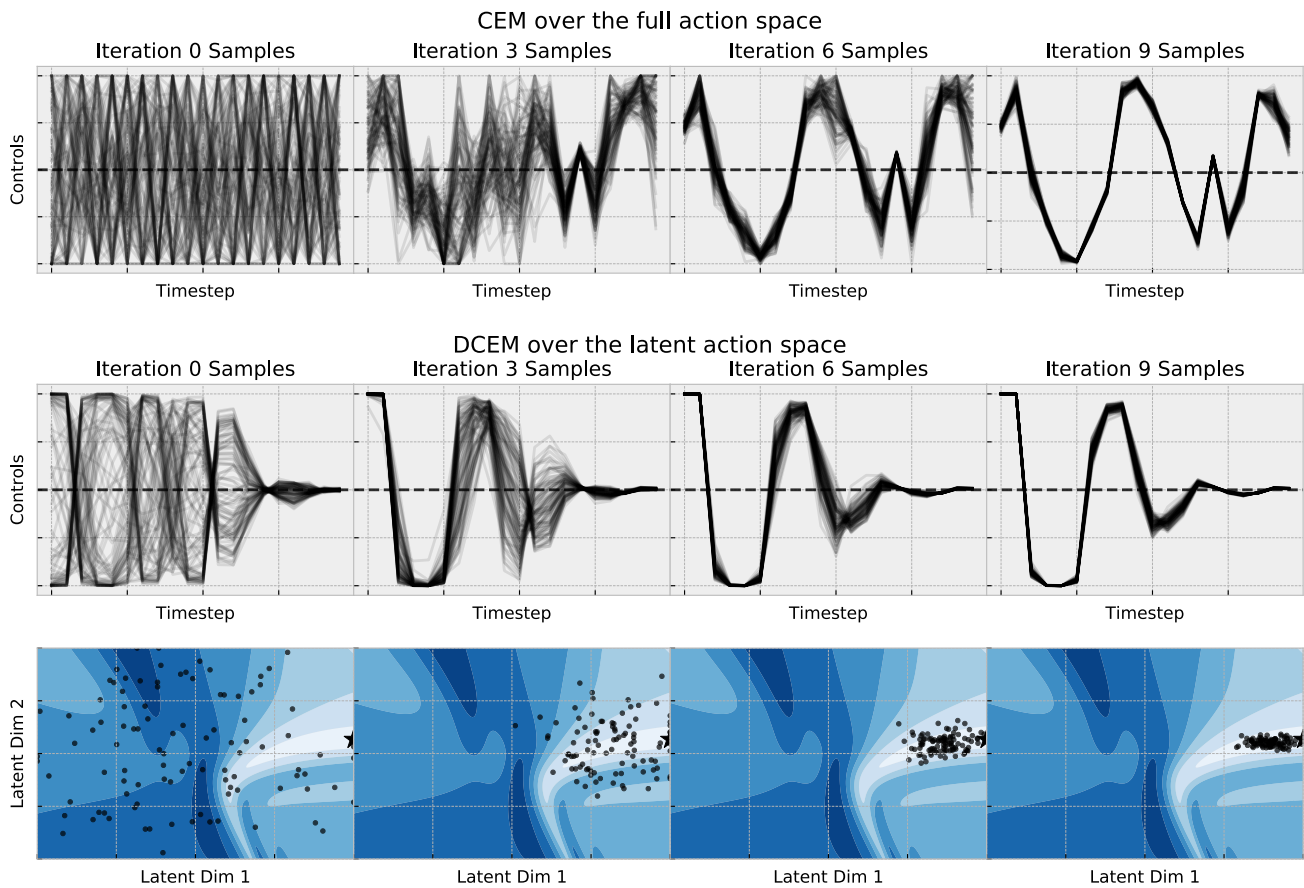 CEM over the full action space
Iteration 0 Samples
Iteration 3 Samples
Iteration 6 Samples
Iteration 9 Samples
Controls
Timestep
Timestep
Timestep
Timestep
DCEM over the latent action space
Iteration 0 Samples
Iteration 3 Samples
Iteration 6 Samples
Iteration 9 Samples
Controls
Timestep
Timestep
Timestep
Timestep
Latent Dim 2
Latent Dim 1
Latent Dim 1
Latent Dim 1
Latent Dim 1